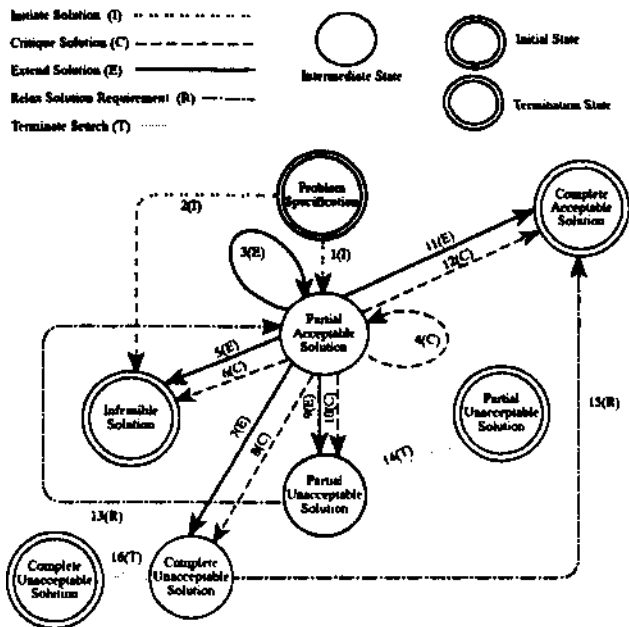 Initiate Solution (I)
Critique Solution (C)
Extend Solution (E)
Relax Solution Requirement (R)
Terminate Search (T)
Intermediate State
Initial State
Termination State
Problem
Specification
Complete
Acceptable
Solution
2(I)
1(I)
3(E)
11(E)
12(C)
Partial
Acceptable
Solution
4(C)
5(E)
6(C)
Infeasible
Solution
7(E)
8(C)
9(E)
10(C)
Partial
Unacceptable
Solution
15(R)
14(T)
Partial
Unacceptable
Solution
13(R)
16(T)
Complete
Unacceptable
Solution
Complete
Unacceptable
Solution